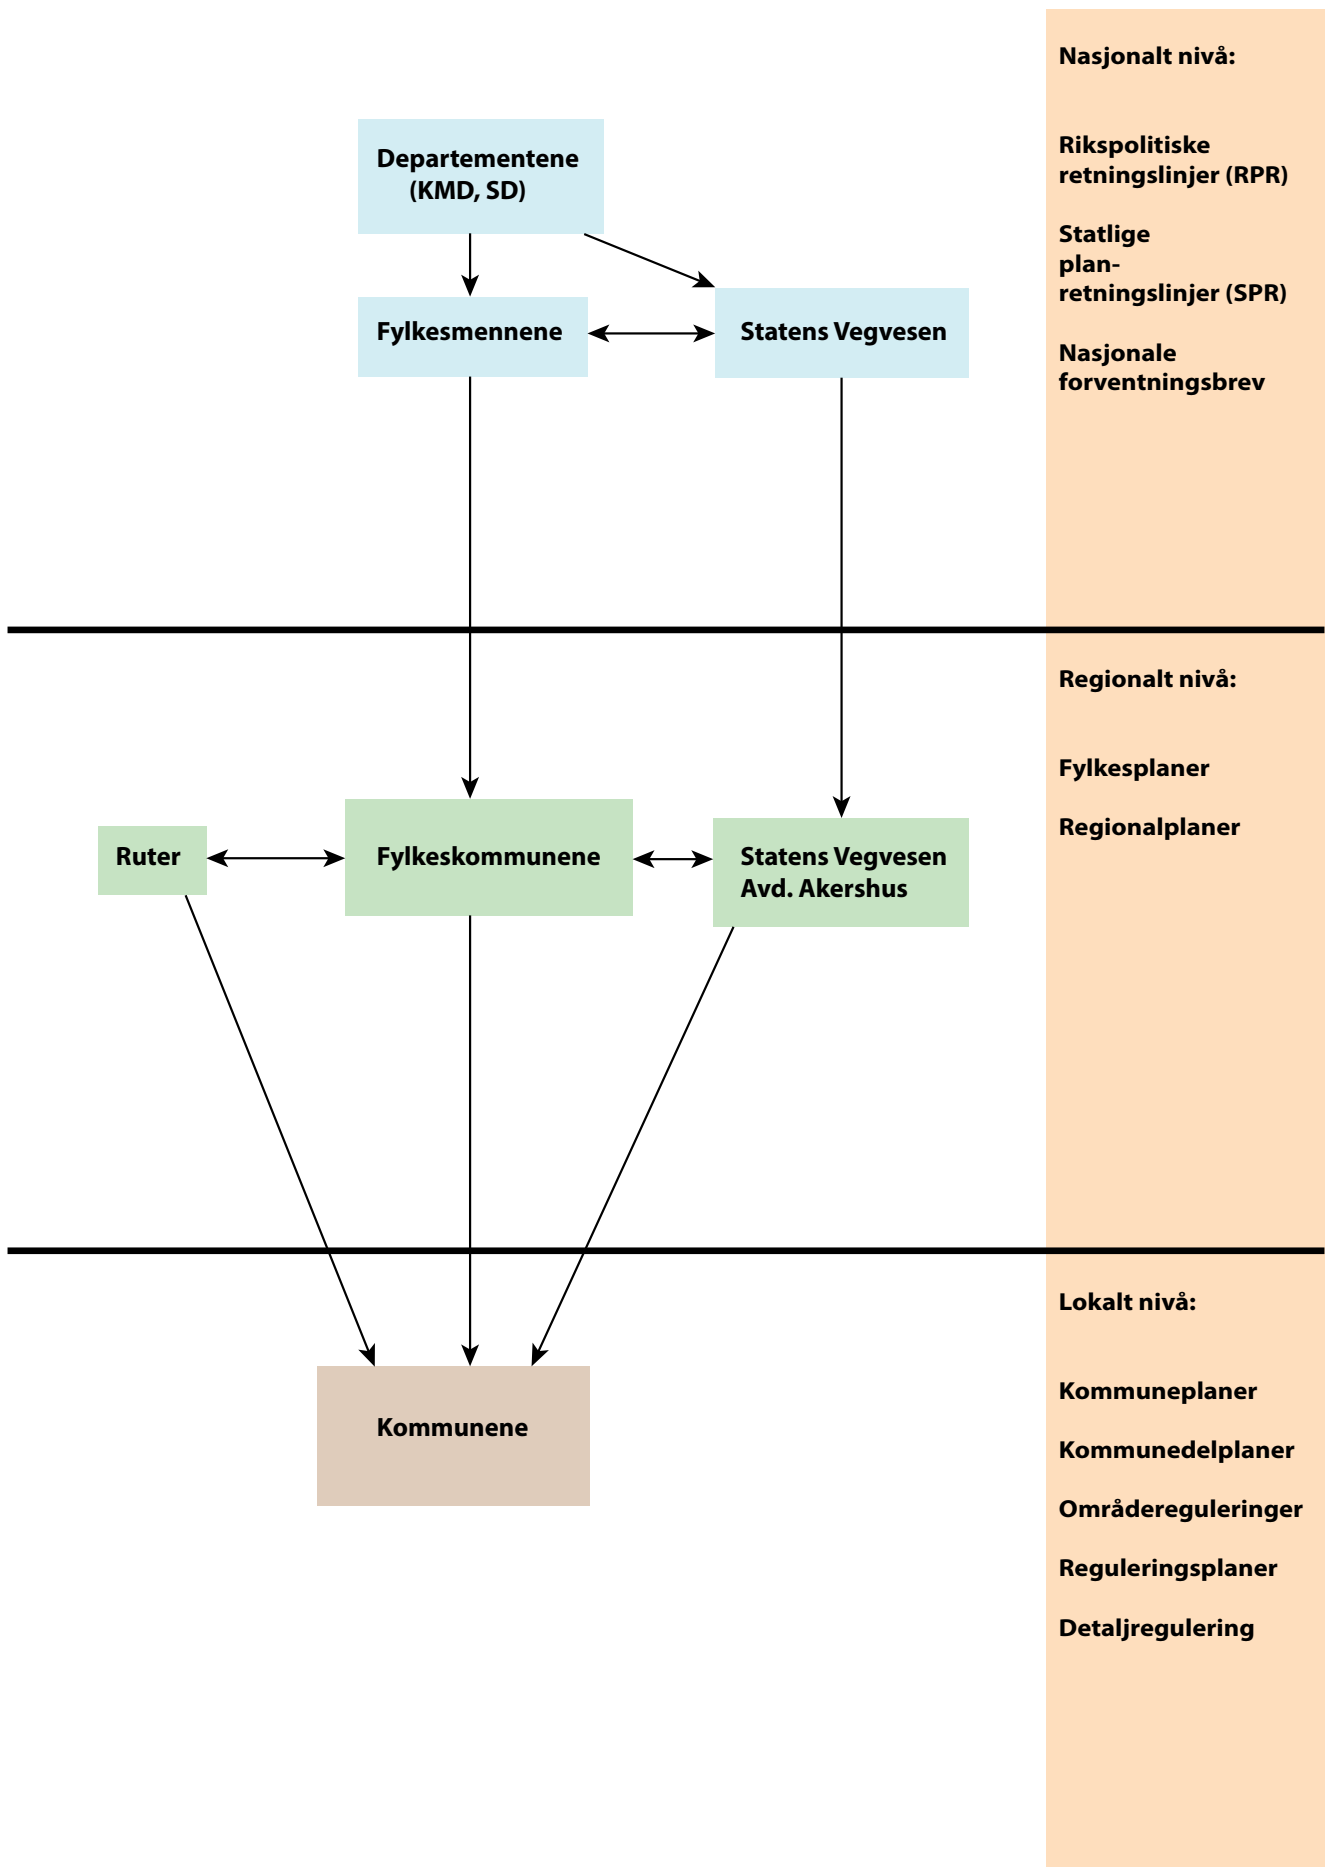 Nasjonalt nivå:
Rikspolitiske
retningslinjer (RPR)
Statlige
plan-
retningslinjer (SPR)
Nasjonale
forventningsbrev
Departementene
(KMD, SD)
Fylkesmennene
Statens Vegvesen
Regionalt nivå:
Fylkesplaner
Regionalplaner
Ruter
Fylkeskommunene
Statens Vegvesen
Avd. Akershus
Lokalt nivå:
Kommuneplaner
Kommunedelplaner
Områdereguleringer
Reguleringsplaner
Detaljregulering
Kommunene